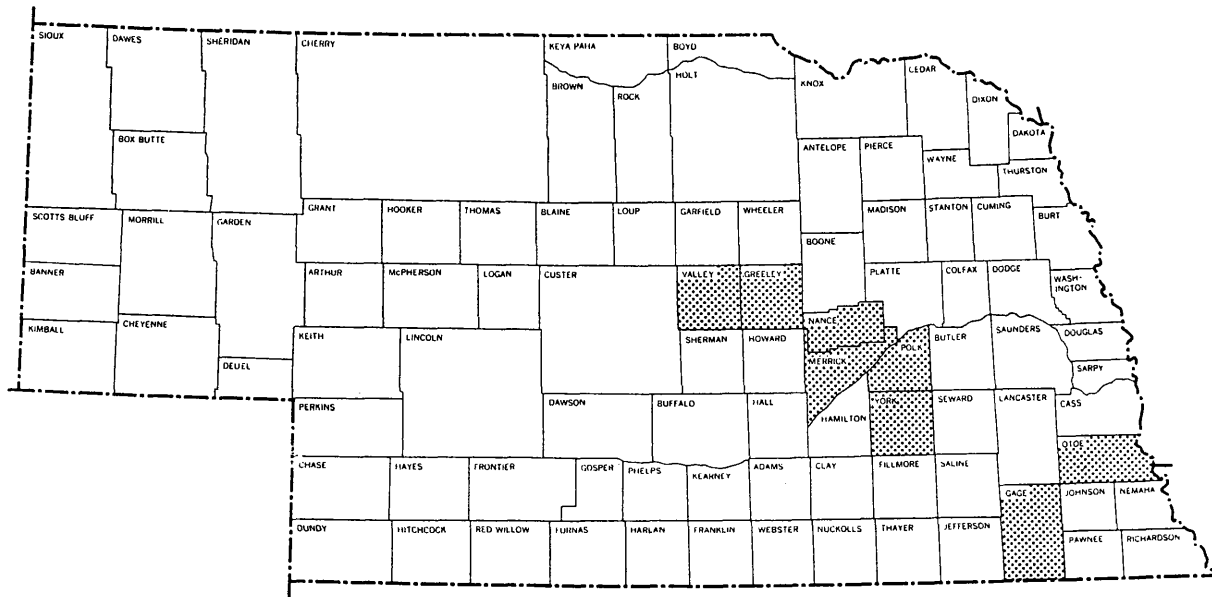 SIOUX
DAWES
SHERIDAN
CHERRY
KEYA PAHA
BOYD
BROWN
ROCK
HOLT
KNOX
CEDAR
DIXON
DAKOTA
BOX BUTTE
ANTELOPE
PIERCE
WAYNE
THURSTON
SCOTTS BLUFF
MORRILL
GARDEN
GRANT
HOOKER
THOMAS
BLAINE
LOUP
GARFIELD
WHEELER
MADISON
STANTON
CUMING
BURT
BOONE
BANNER
ARTHUR
McPHERSON
LOGAN
CUSTER
VALLEY
GREELEY
PLATTE
COLFAX
DODGE
WASH-
INGTON
KIMBALL
CHEYENNE
KEITH
LINCOLN
NANCE
SHERMAN
HOWARD
MERRICK
POLK
BUTLER
SAUNDERS
DOUGLAS
SARPY
DEUEL
PERKINS
DAWSON
BUFFALO
HALL
HAMILTON
YORK
SEWARD
LANCASTER
CASS
OTOE
CHASE
HAYES
FRONTIER
GOSPER
PHELPS
KEARNEY
ADAMS
CLAY
FILLMORE
SALINE
GAGE
JOHNSON
NEMAHA
DUNDY
HITCHCOCK
RED WILLOW
FURNAS
HARLAN
FRANKLIN
WEBSTER
NUCKOLLS
THAYER
JEFFERSON
PAWNEE
RICHARDSON